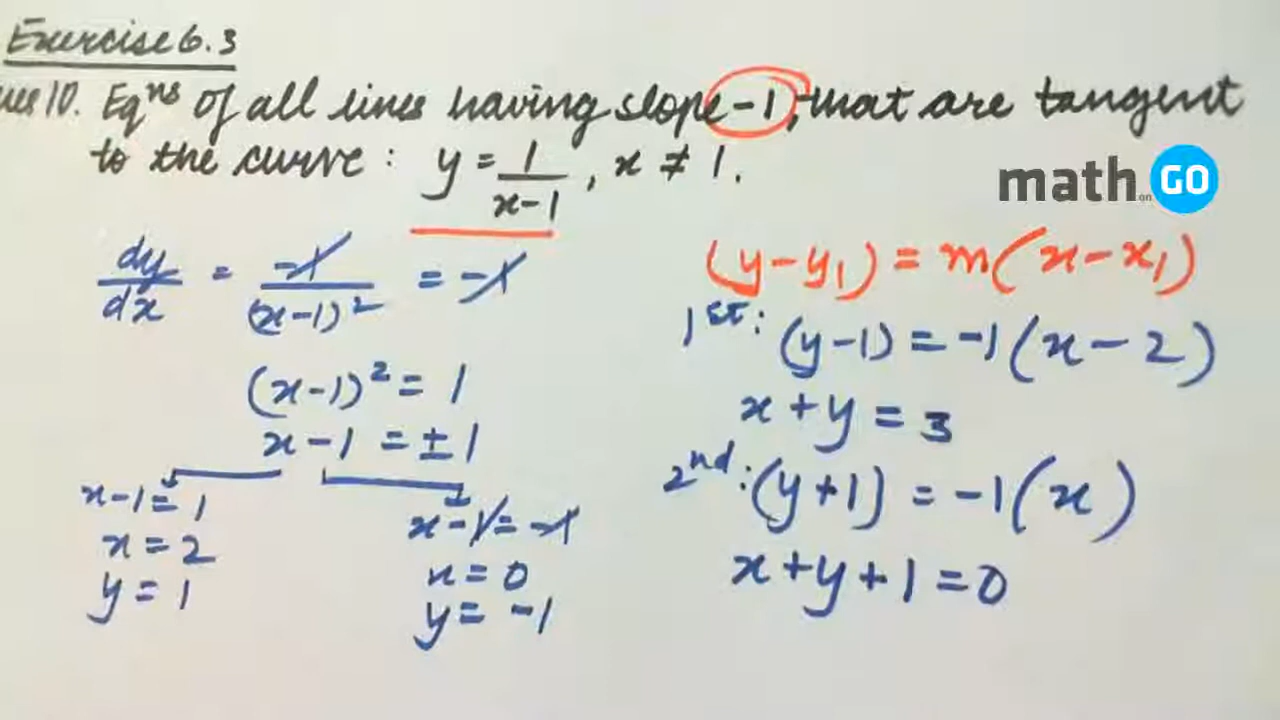 Exercise 6.3
10. Eqⁿˢ of all lines having slope -1, that are tangent
to the curve: y = 1/(x-1), x ≠ 1.
math on GO
dy/dx = -1/(x-1)² = -1
(x-1)² = 1
x-1 = ±1
x-1 = 1
x = 2
y = 1
x-1 = -1
x = 0
y = -1
(y-y₁) = m(x-x₁)
1st: (y-1) = -1(x-2)
x+y = 3
2nd: (y+1) = -1(x)
x+y+1=0